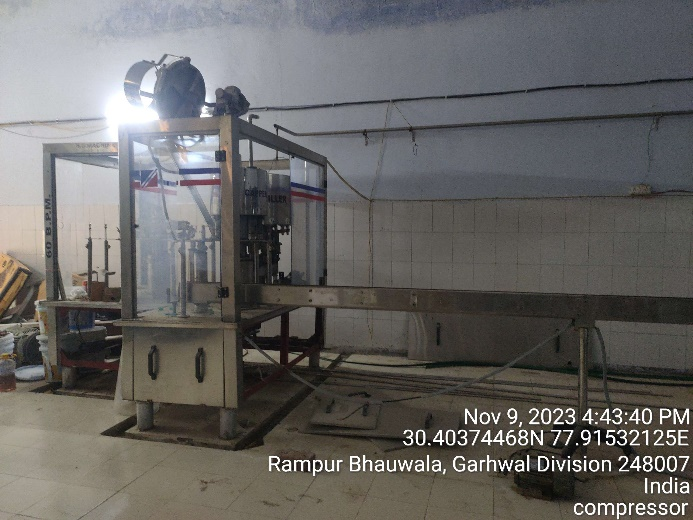 60 B.P.M.
Nov 9, 2023 4:43:40 PM
30.40374468N 77.91532125E
Rampur Bhauwala, Garhwal Division 248007
India
compressor